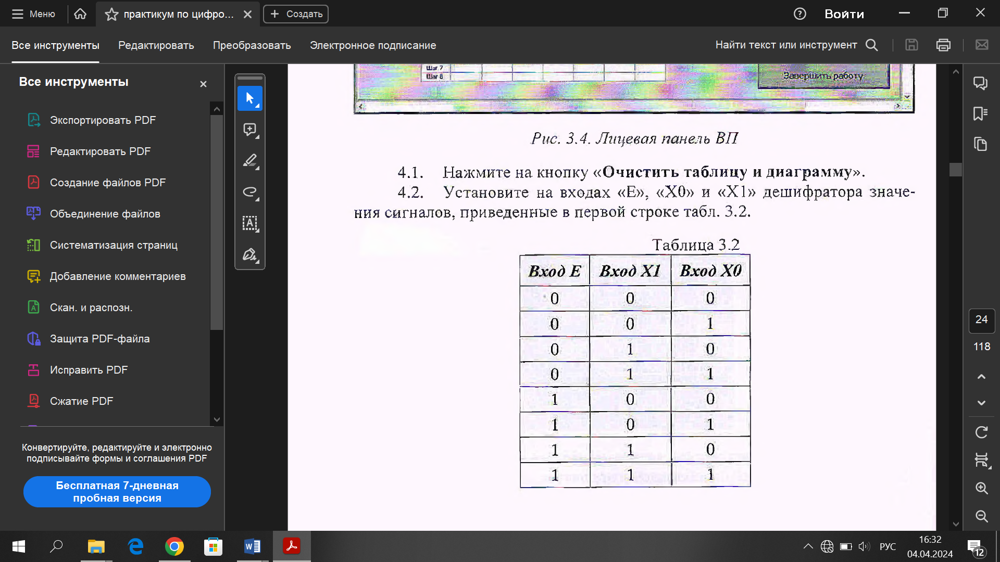 Меню
практикум по цифро...
Создать
Войти
Все инструменты
Редактировать
Преобразовать
Электронное подписание
Найти текст или инструмент
Все инструменты
Экспортировать PDF
Редактировать PDF
Создание файлов PDF
Объединение файлов
Систематизация страниц
Добавление комментариев
Скан. и распозн.
Защита PDF-файла
Исправить PDF
Сжатие PDF
Конвертируйте, редактируйте и электронно
подписывайте формы и соглашения PDF
Бесплатная 7-дневная
пробная версия
Шаг 7
Шаг 8
Завершить работу
Рис. 3.4. Лицевая панель ВП
4.1. Нажмите на кнопку «Очистить таблицу и диаграмму».
4.2. Установите на входах «E», «X0» и «X1» дешифратора значе-
ния сигналов, приведенные в первой строке табл. 3.2.
Таблица 3.2
Вход E Вход X1 Вход X0
0 0 0
0 0 1
0 1 0
0 1 1
1 0 0
1 0 1
1 1 0
1 1 1
24
118
РУС
16:32
04.04.2024
12